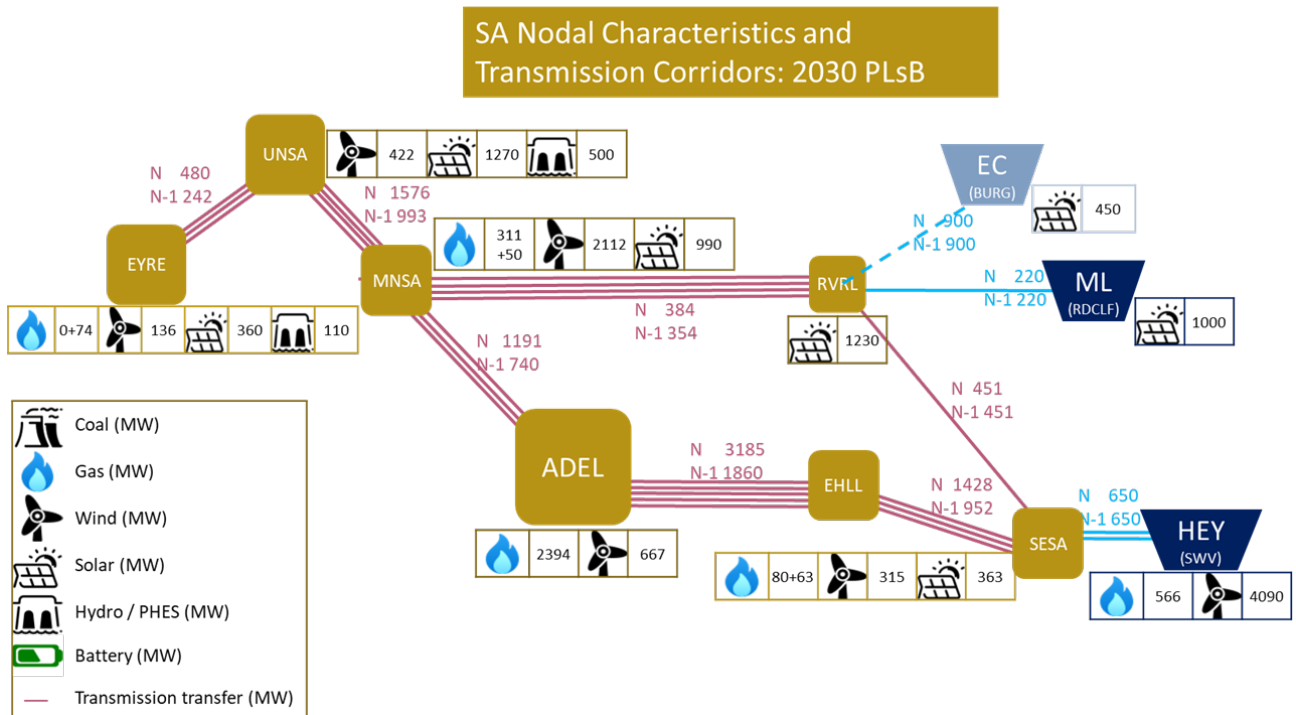 SA Nodal Characteristics and
Transmission Corridors: 2030 PLsB
UNSA
422
1270
500
N 480
N-1 242
N 1576
N-1 993
EC
(BURG)
450
N 900
N-1 900
EYRE
311
+50
2112
990
MNSA
RVRL
N 220
N-1 220
ML
(RDCLF)
1000
0+74
136
360
110
N 384
N-1 354
1230
N 1191
N-1 740
N 451
N-1 451
Coal (MW)
Gas (MW)
Wind (MW)
Solar (MW)
Hydro / PHES (MW)
Battery (MW)
Transmission transfer (MW)
ADEL
N 3185
N-1 1860
EHLL
N 1428
N-1 952
N 650
N-1 650
SESA
HEY
(SWV)
2394
667
80+63
315
363
566
4090